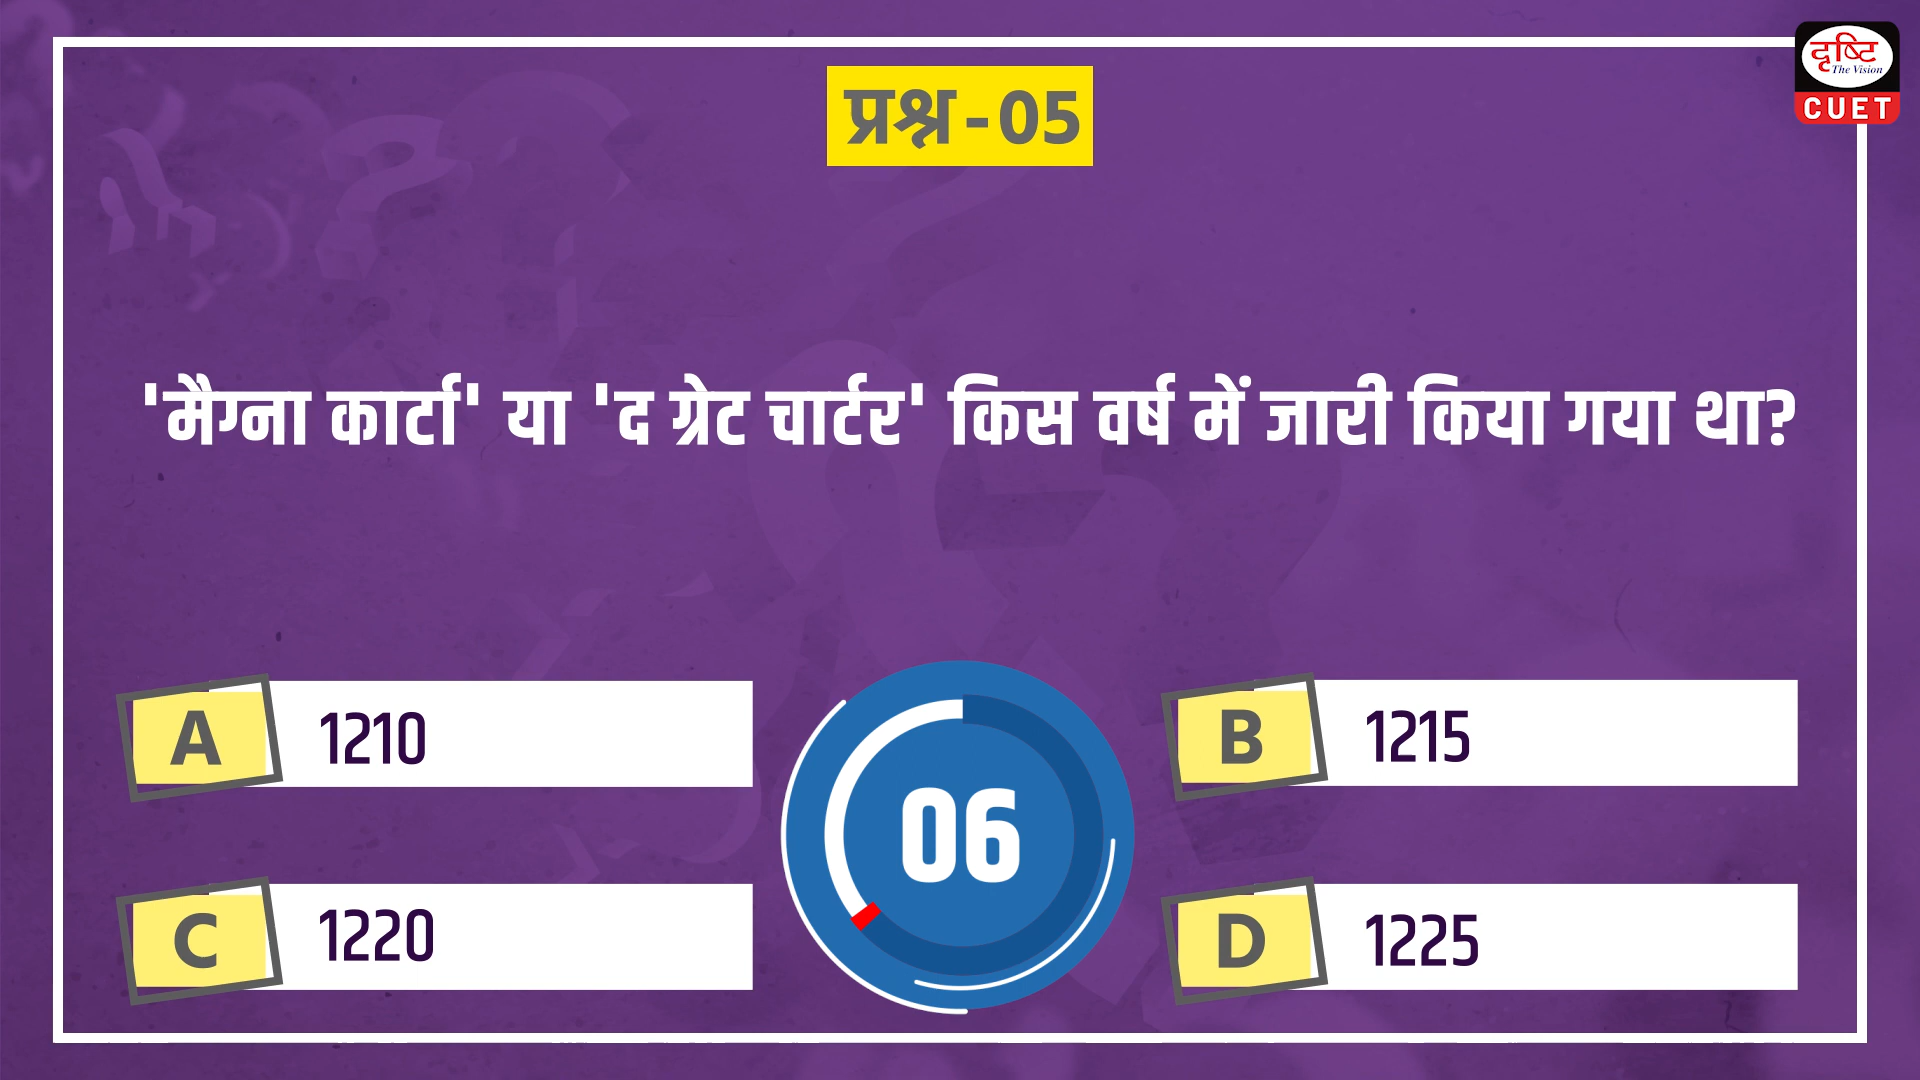 दृष्टि
The Vision
CUET
प्रश्न - 05
'मैग्ना कार्टा' या 'द ग्रेट चार्टर' किस वर्ष में जारी किया गया था?
A 1210
B 1215
06
C 1220
D 1225